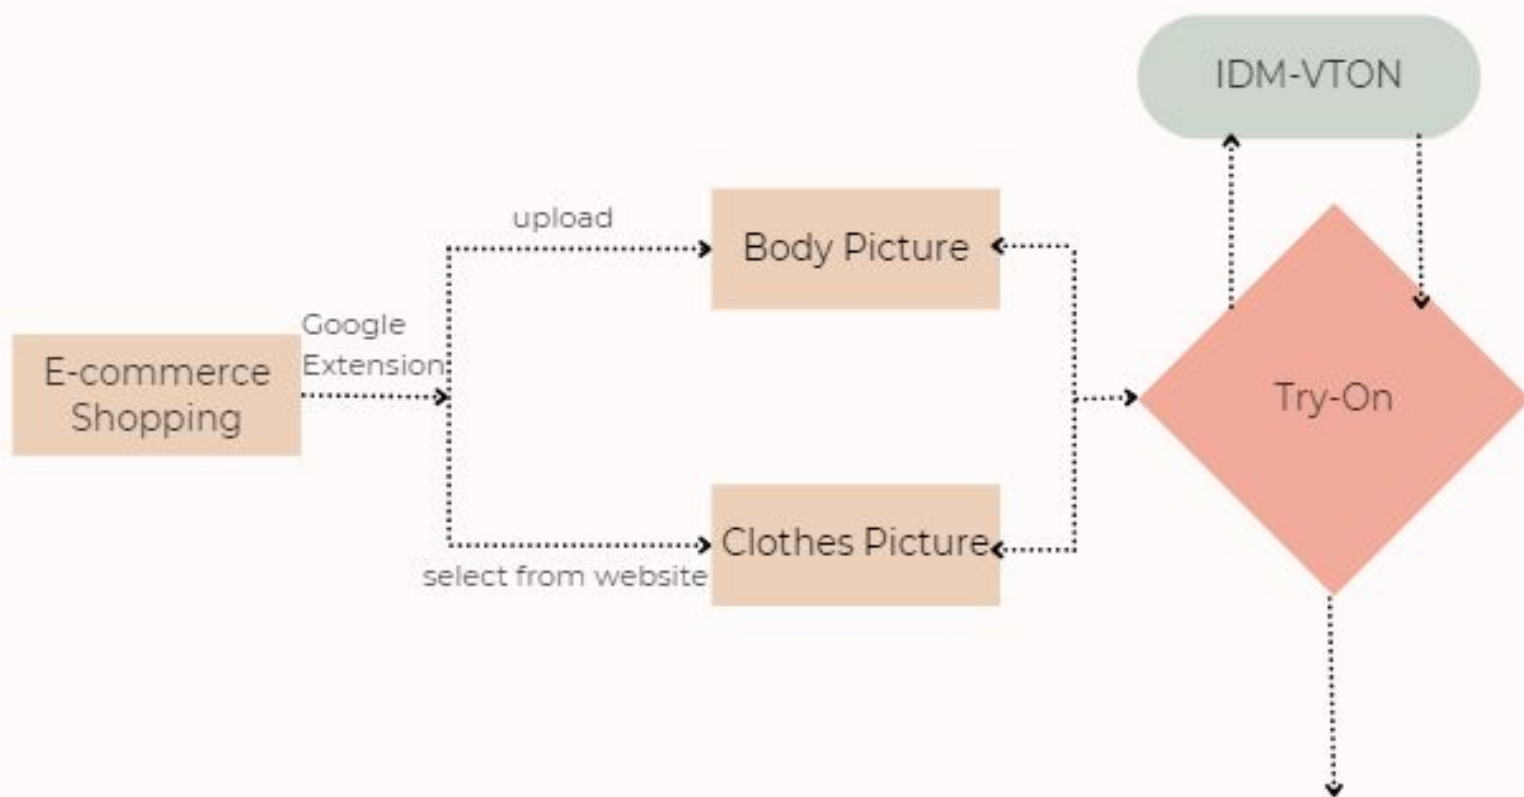 IDM-VTON
upload
Body Picture
Google
Extension
E-commerce
Shopping
Try-On
Clothes Picture
select from website